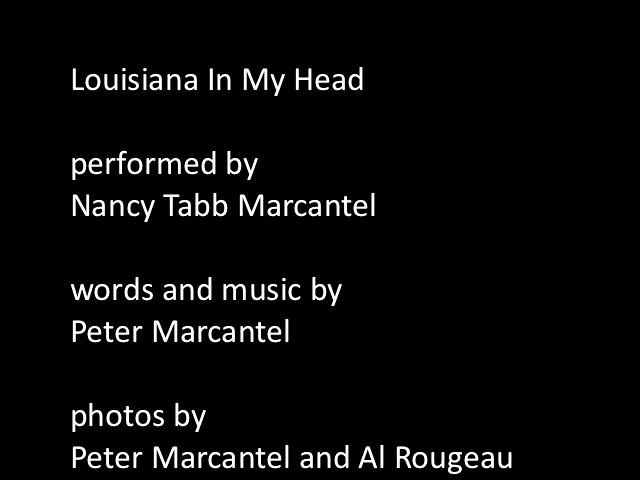 Louisiana In My Head
performed by
Nancy Tabb Marcantel
words and music by
Peter Marcantel
photos by
Peter Marcantel and Al Rougeau